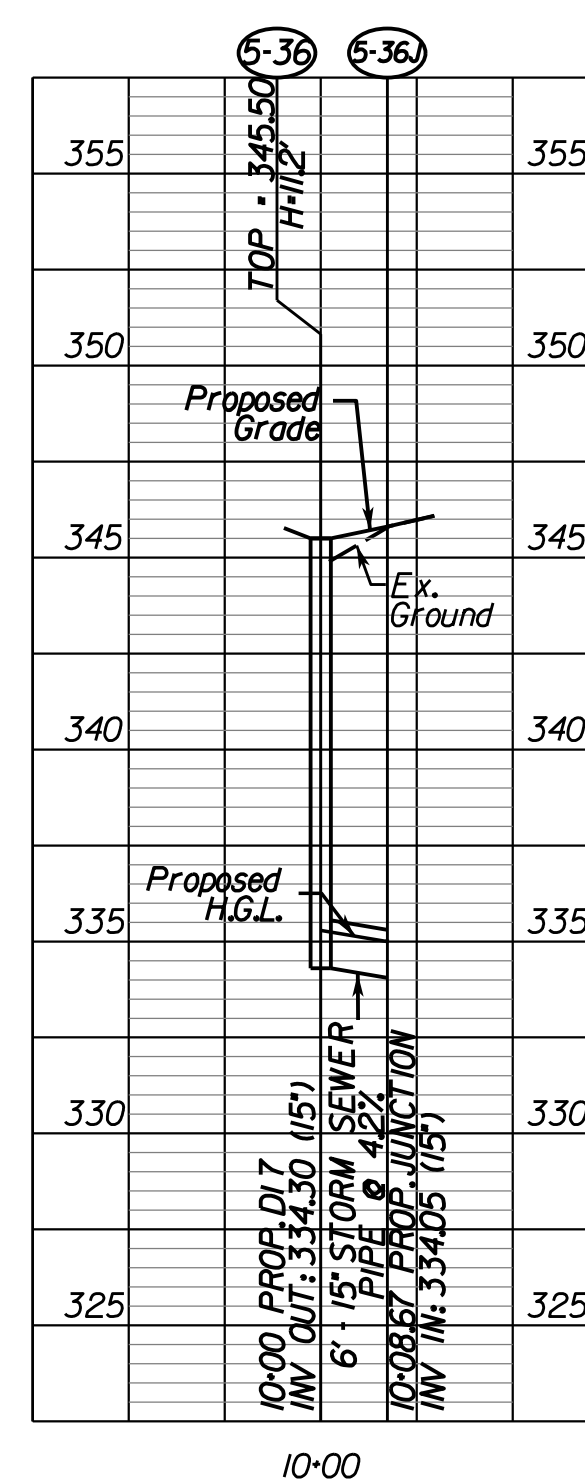 5-36
5-36J
TOP = 345.50
H=11.2'
355
355
350
350
Proposed
Grade
345
345
Ex.
Ground
340
340
Proposed
H.G.L.
335
335
330
330
325
325
10+00 PROP. DI 7
INV OUT: 334.30 (15")
6' - 15" STORM SEWER
PIPE @ 4.2%
10+08.67 PROP. JUNCTION
INV IN: 334.05 (15")
10+00